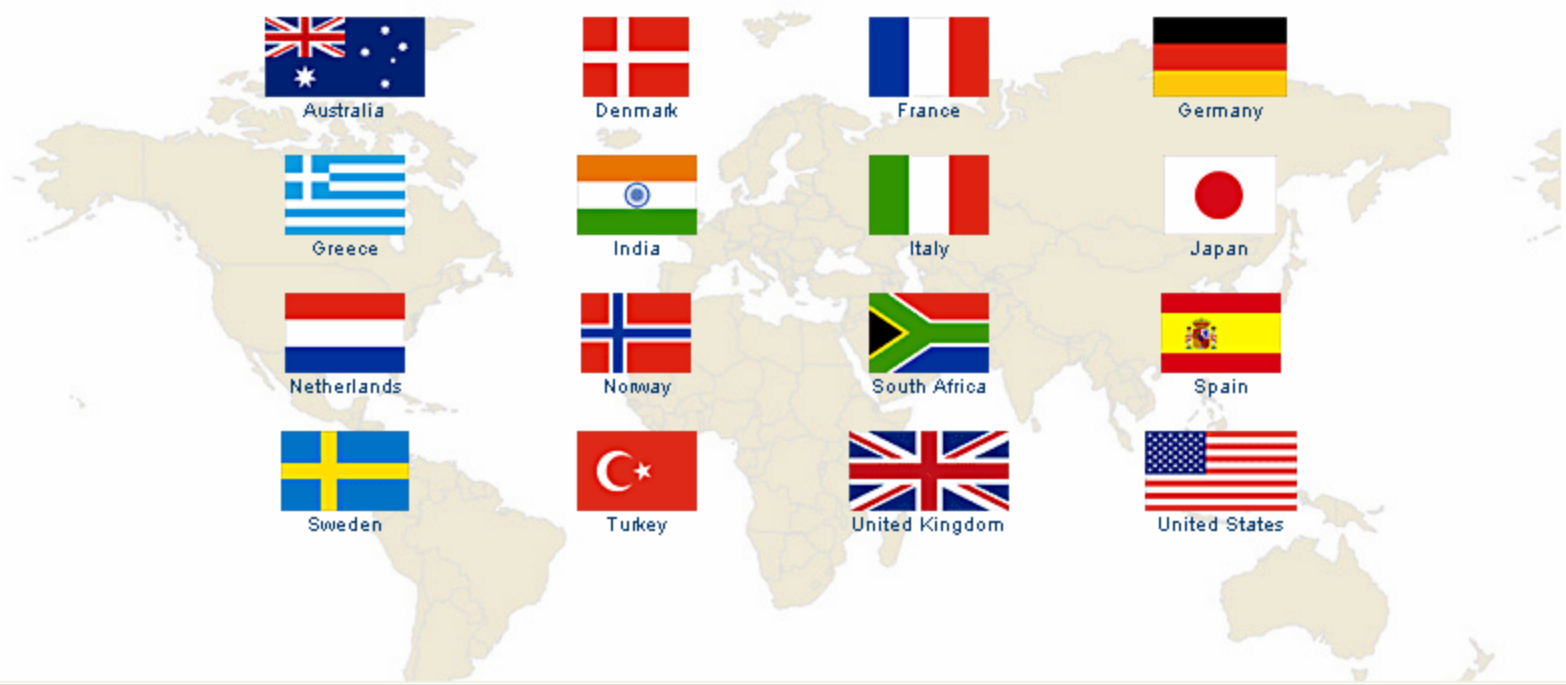 Australia
Denmark
France
Germany
Greece
India
Italy
Japan
Netherlands
Norway
South Africa
Spain
Sweden
Turkey
United Kingdom
United States